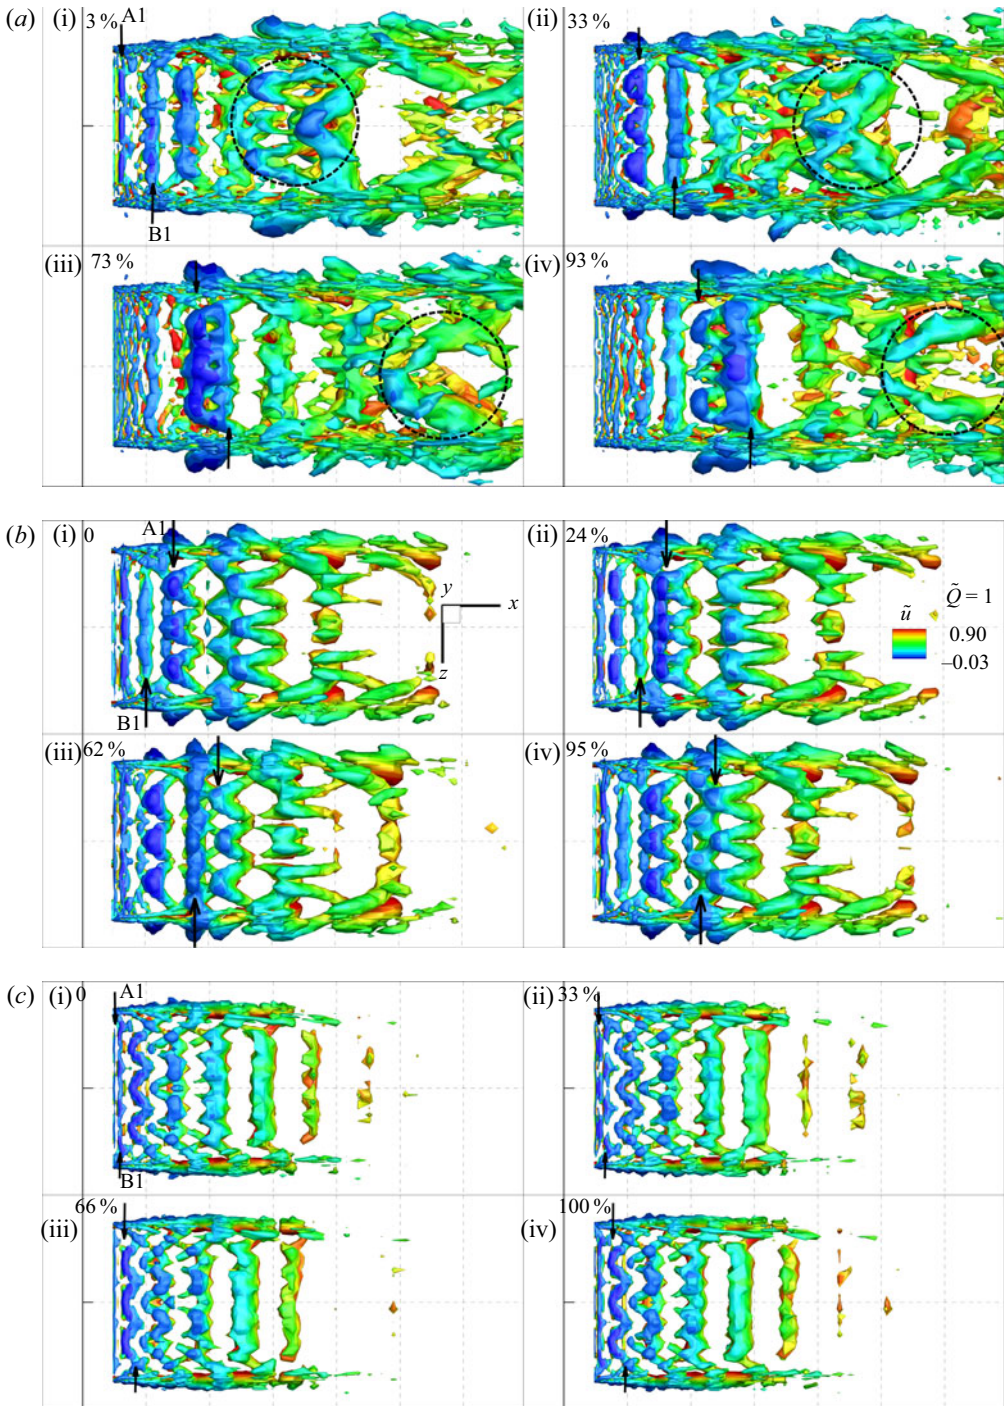 (a) (i) 3 % A1
B1
(ii) 33 %
(iii) 73 %
(iv) 93 %
(b) (i) 0 A1
B1
y
x
z
(ii) 24 %
Q̃ = 1
ũ
0.90
–0.03
(iii) 62 %
(iv) 95 %
(c) (i) 0 A1
B1
(ii) 33 %
(iii) 66 %
(iv) 100 %